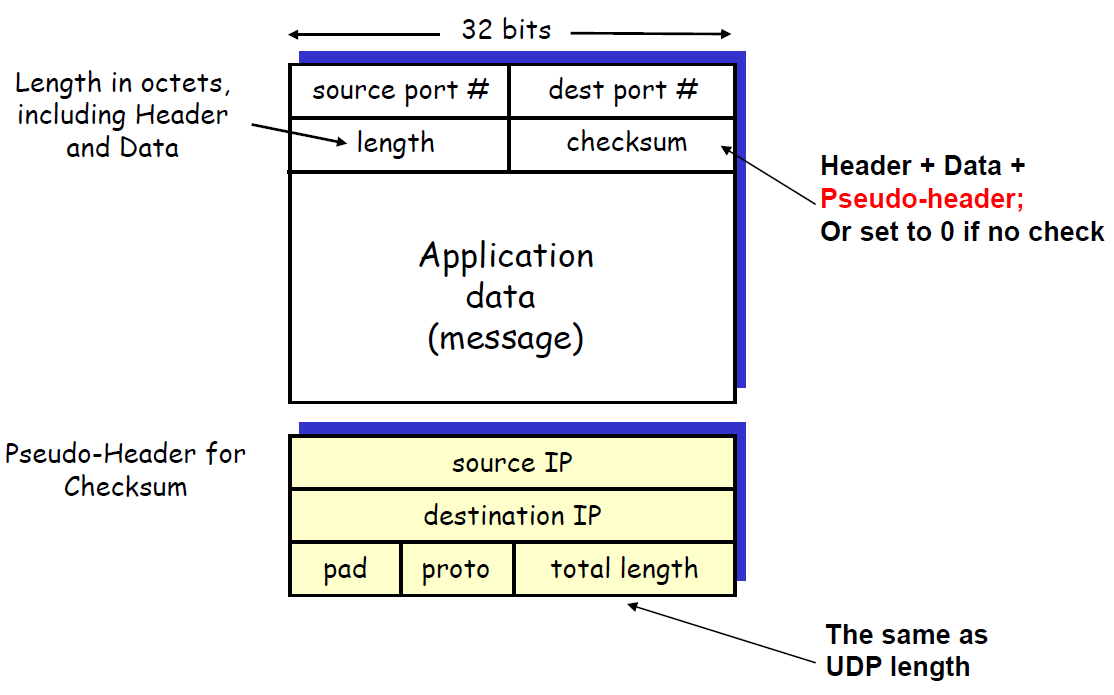 32 bits
Length in octets,
including Header
and Data
source port #
dest port #
length
checksum
Header + Data +
Pseudo-header;
Or set to 0 if no check
Application
data
(message)
Pseudo-Header for
Checksum
source IP
destination IP
pad
proto
total length
The same as
UDP length